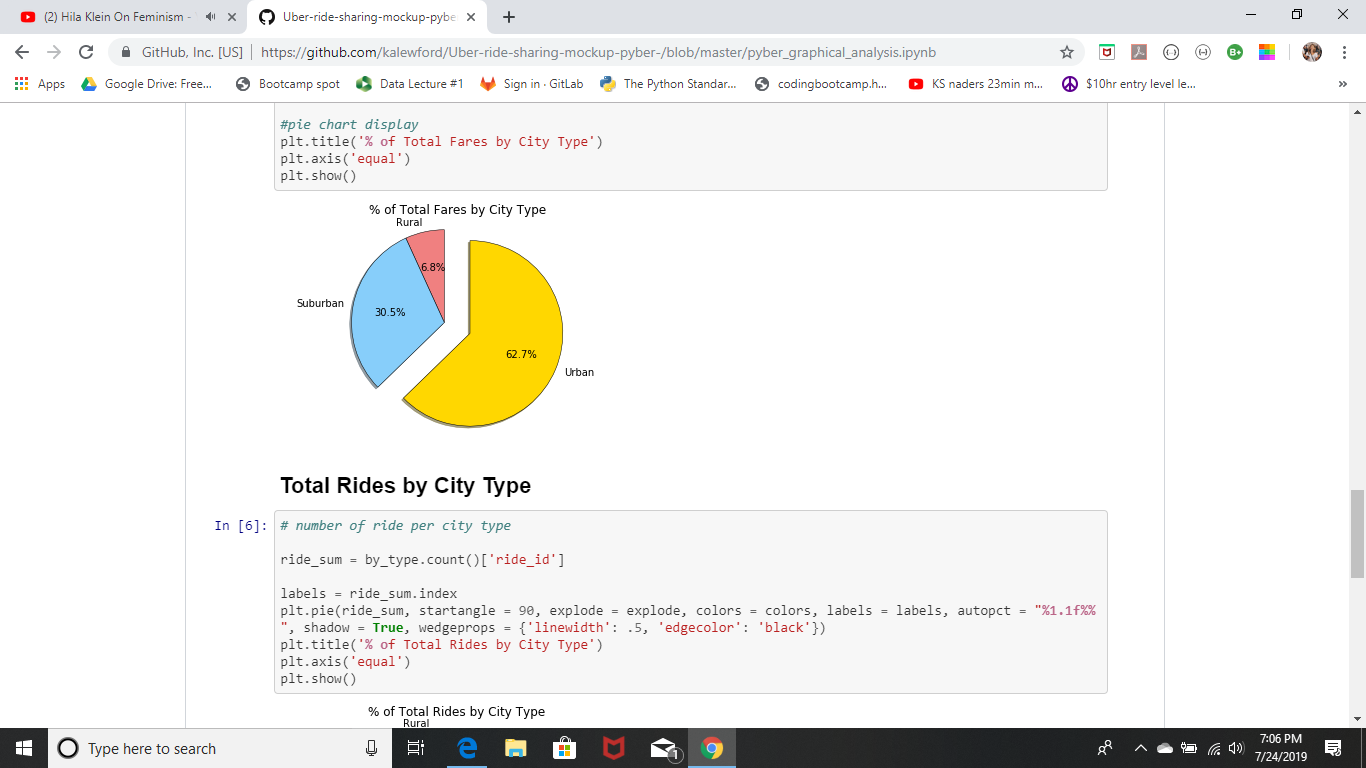 (2) Hila Klein On Feminism -
Uber-ride-sharing-mockup-pybe
GitHub, Inc. [US] | https://github.com/kalewford/Uber-ride-sharing-mockup-pyber-/blob/master/pyber_graphical_analysis.ipynb
B+
Apps Google Drive: Free... Bootcamp spot Data Lecture #1 Sign in · GitLab The Python Standar... codingbootcamp.h... KS naders 23min m... $10hr entry level le... »
#pie chart display
plt.title('% of Total Fares by City Type')
plt.axis('equal')
plt.show()
% of Total Fares by City Type
Rural
6.8%
Suburban
30.5%
62.7%
Urban
Total Rides by City Type
In [6]:
# number of ride per city type
ride_sum = by_type.count()['ride_id']
labels = ride_sum.index
plt.pie(ride_sum, startangle = 90, explode = explode, colors = colors, labels = labels, autopct = "%1.1f%%
", shadow = True, wedgeprops = {'linewidth': .5, 'edgecolor': 'black'})
plt.title('% of Total Rides by City Type')
plt.axis('equal')
plt.show()
% of Total Rides by City Type
Rural
Type here to search
1
7:06 PM
7/24/2019